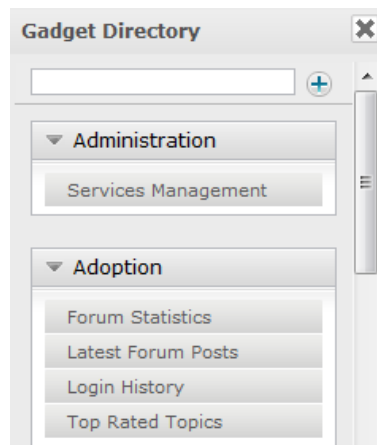 Gadget Directory
Administration
Services Management
Adoption
Forum Statistics
Latest Forum Posts
Login History
Top Rated Topics